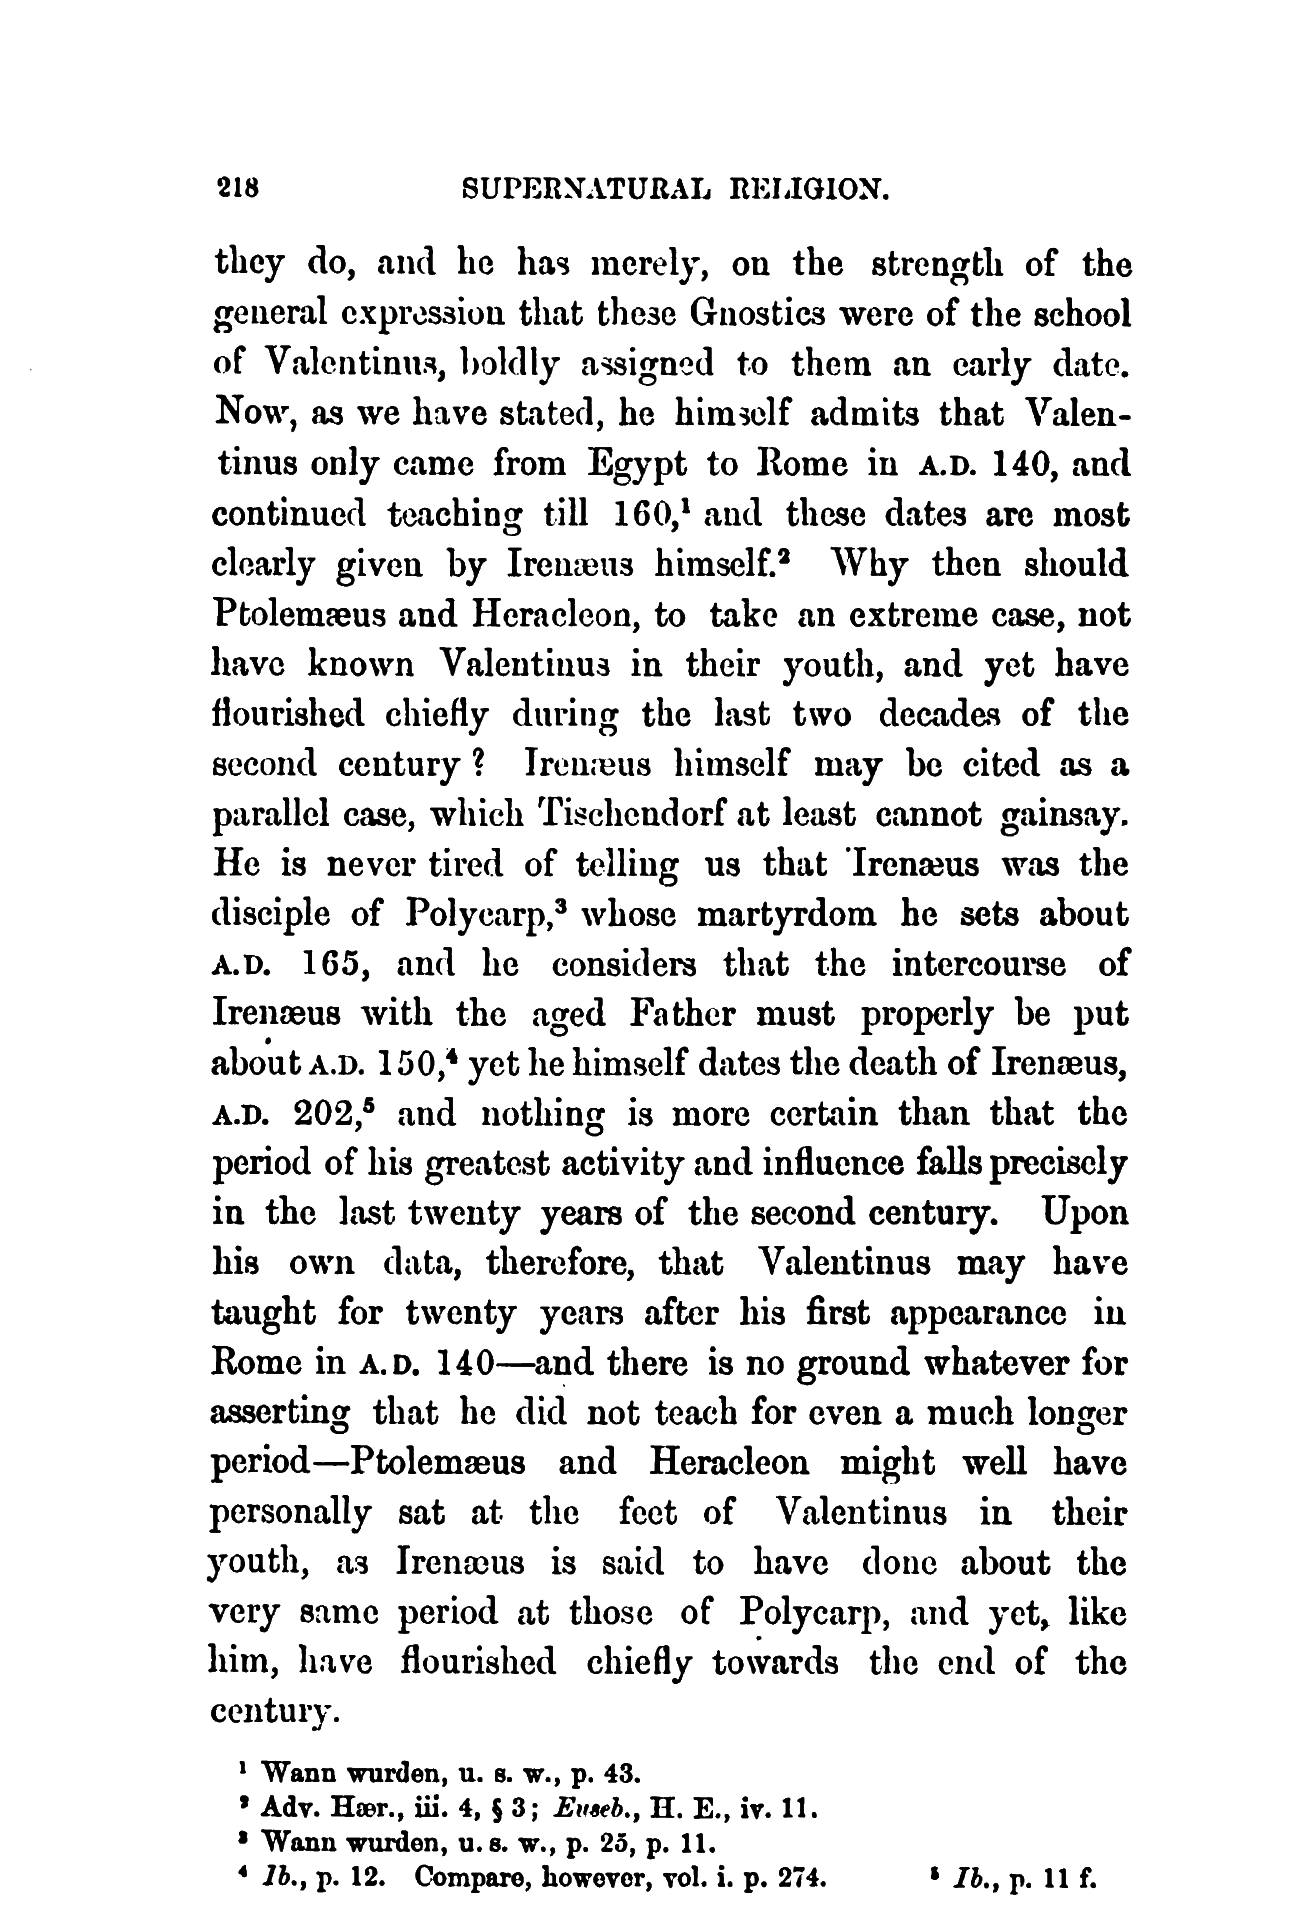 218 SUPERNATURAL RELIGION.
they do, and he has merely, on the strength of the
general expression that these Gnostics were of the school
of Valentinus, boldly assigned to them an early date.
Now, as we have stated, he himself admits that Valen-
tinus only came from Egypt to Rome in A.D. 140, and
continued teaching till 160,¹ and these dates are most
clearly given by Irenæus himself.² Why then should
Ptolemæus and Heracleon, to take an extreme case, not
have known Valentinus in their youth, and yet have
flourished chiefly during the last two decades of the
second century? Irenæus himself may be cited as a
parallel case, which Tischendorf at least cannot gainsay.
He is never tired of telling us that Irenæus was the
disciple of Polycarp,³ whose martyrdom he sets about
A.D. 165, and he considers that the intercourse of
Irenæus with the aged Father must properly be put
about A.D. 150,⁴ yet he himself dates the death of Irenæus,
A.D. 202,⁵ and nothing is more certain than that the
period of his greatest activity and influence falls precisely
in the last twenty years of the second century. Upon
his own data, therefore, that Valentinus may have
taught for twenty years after his first appearance in
Rome in A.D. 140—and there is no ground whatever for
asserting that he did not teach for even a much longer
period—Ptolemæus and Heracleon might well have
personally sat at the feet of Valentinus in their
youth, as Irenæus is said to have done about the
very same period at those of Polycarp, and yet, like
him, have flourished chiefly towards the end of the
century.
¹ Wann wurden, u. s. w., p. 43.
² Adv. Hær., iii. 4, § 3; Euseb., H. E., iv. 11.
³ Wann wurden, u. s. w., p. 25, p. 11.
⁴ Ib., p. 12. Compare, however, vol. i. p. 274. ⁵ Ib., p. 11 f.